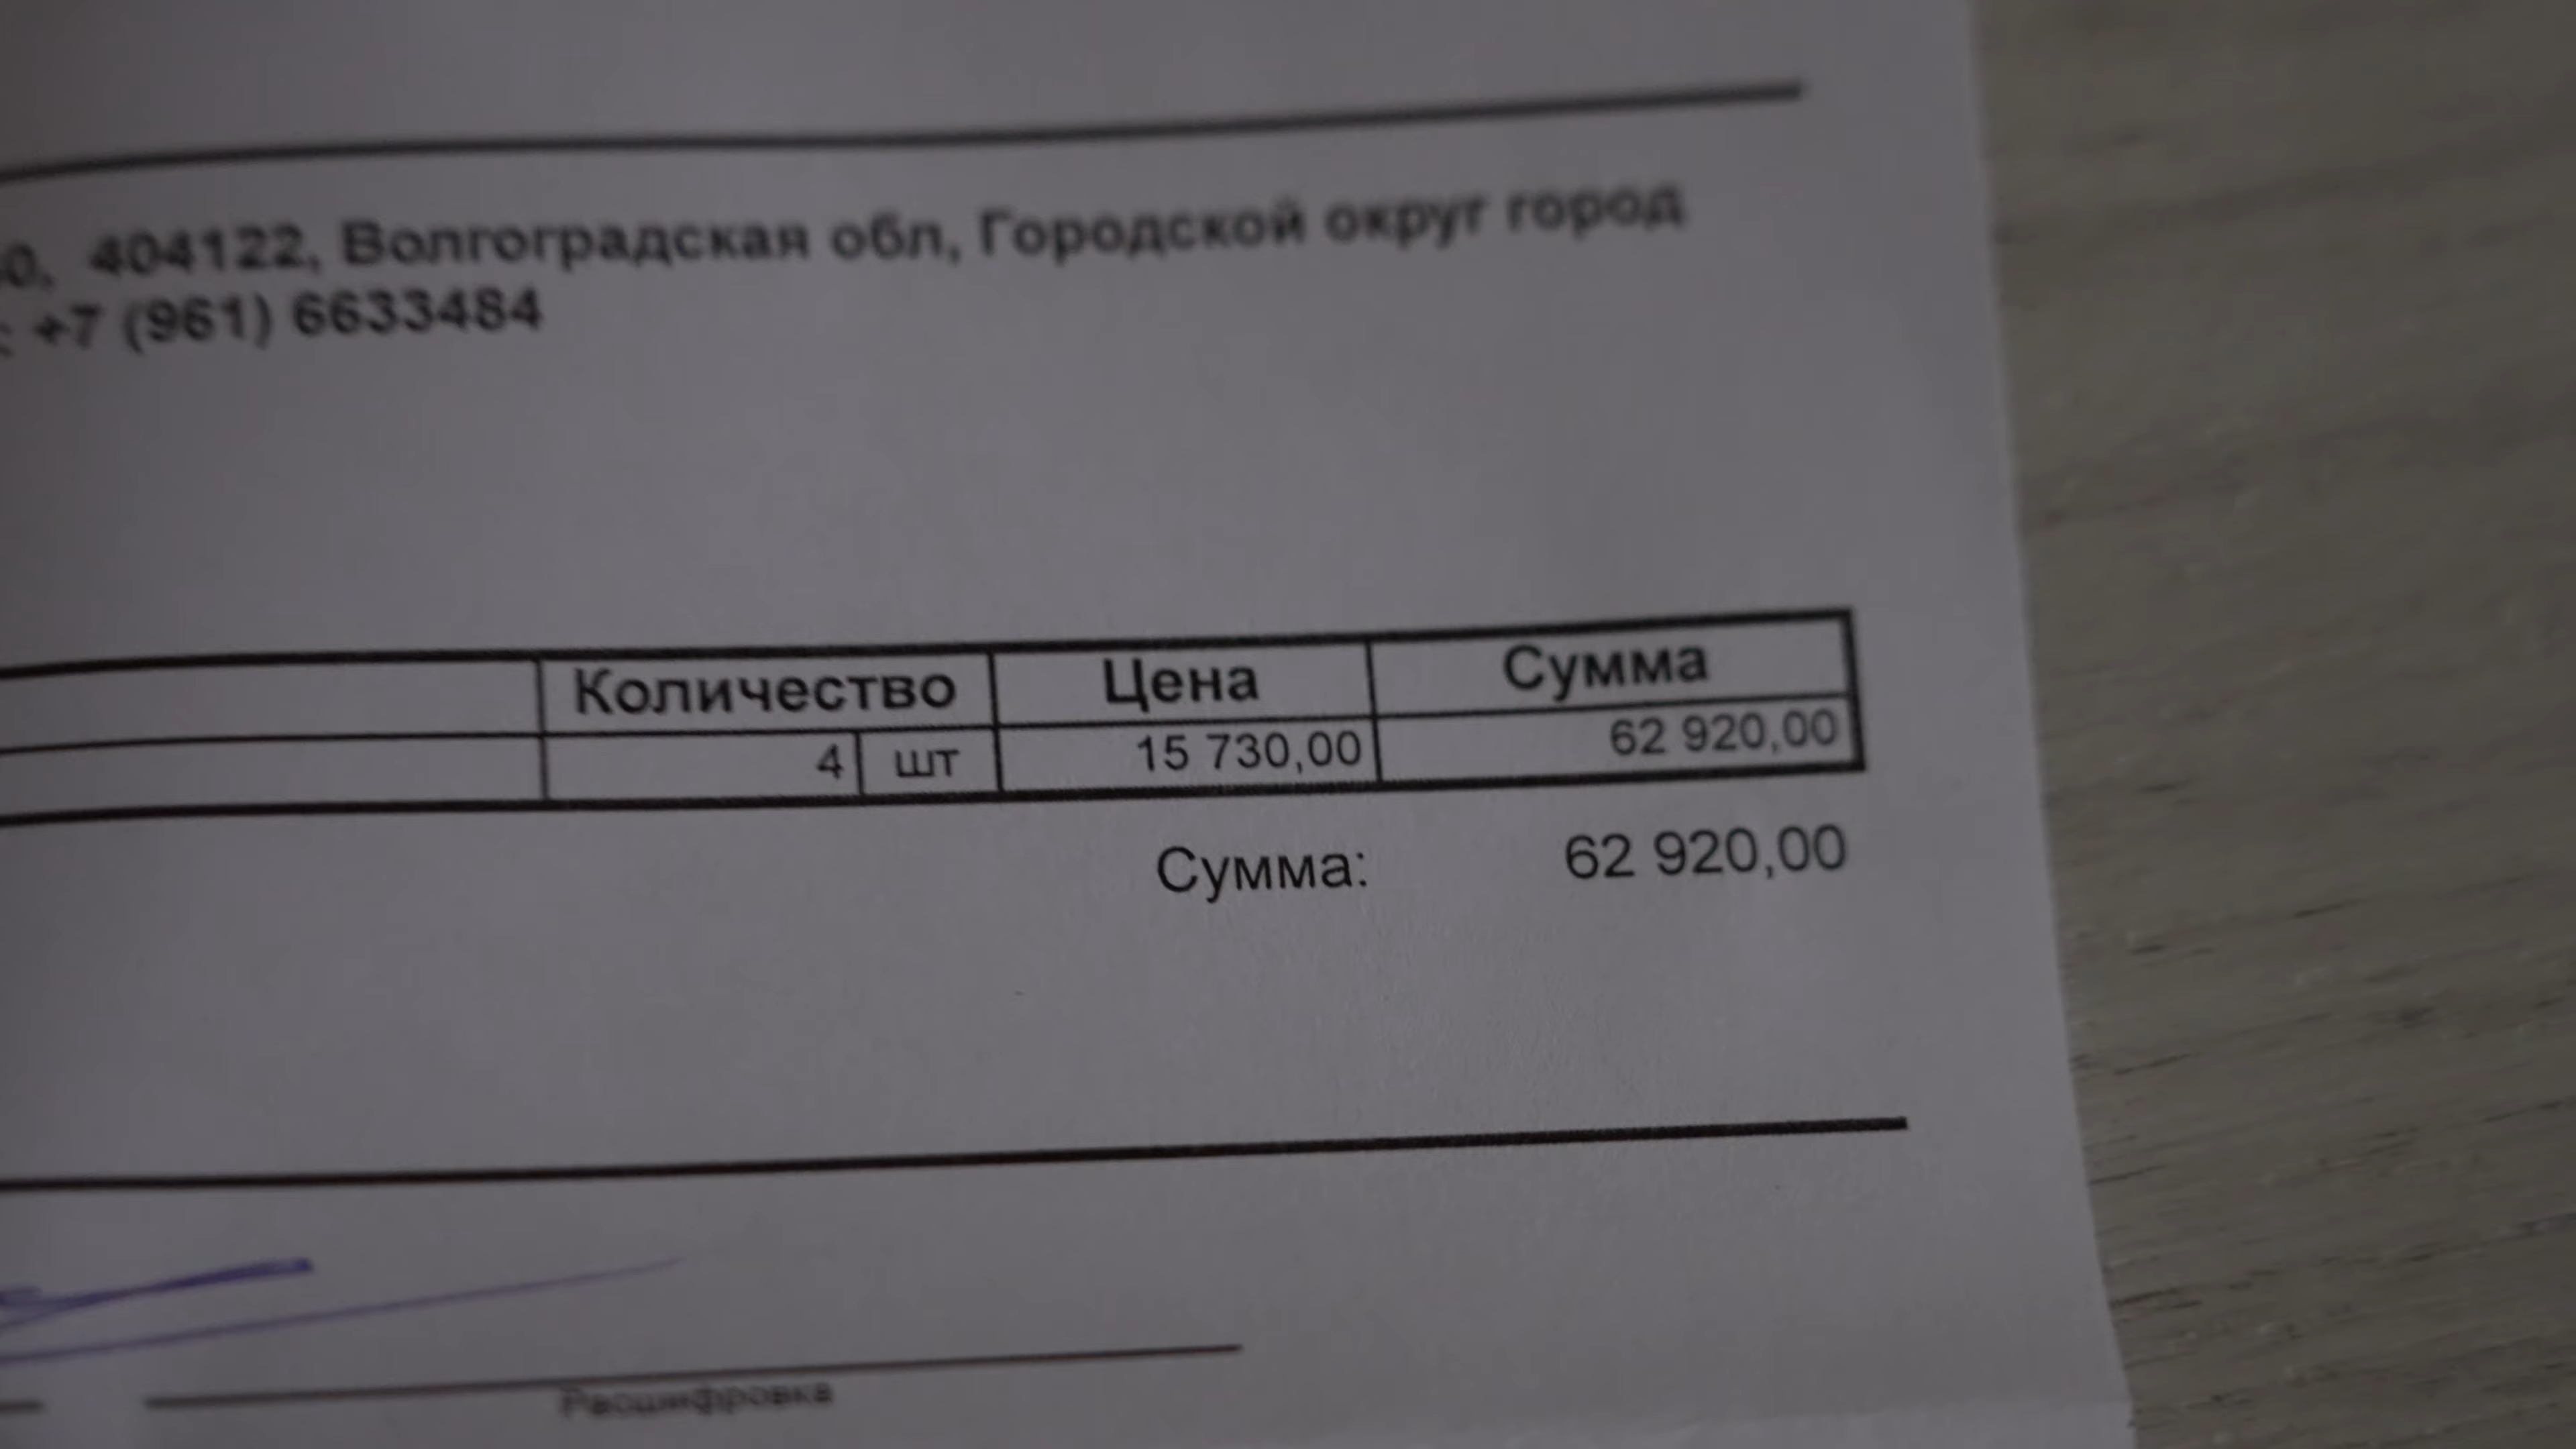 0, 404122, Волгоградская обл, Городской округ город
: +7 (961) 6633484
Количество Цена Сумма
4 шт 15 730,00 62 920,00
Сумма: 62 920,00
Расшифровка